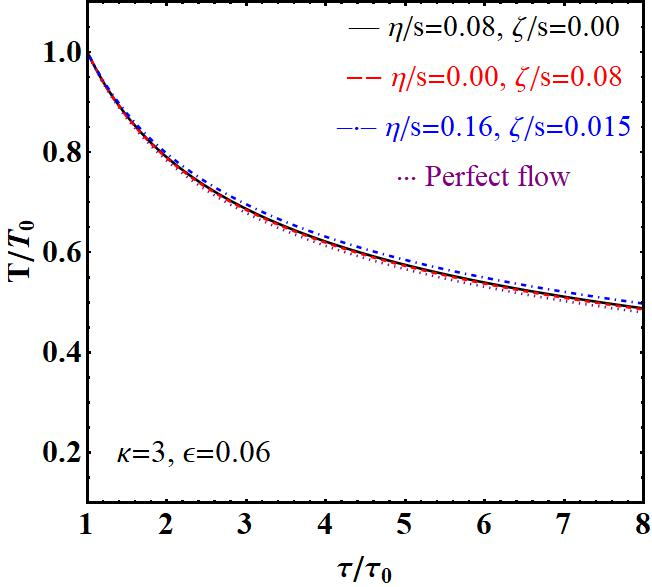 η/s=0.08, ζ/s=0.00
η/s=0.00, ζ/s=0.08
η/s=0.16, ζ/s=0.015
Perfect flow
1.0
0.8
0.6
0.4
0.2
T/T₀
κ=3, ϵ=0.06
1 2 3 4 5 6 7 8
τ/τ₀